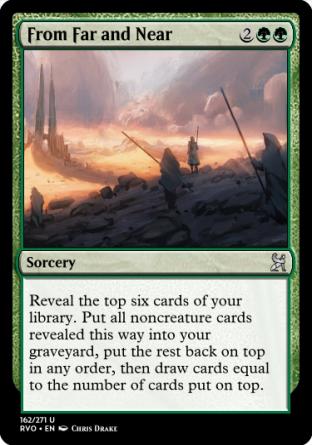 From Far and Near 2
Sorcery
Reveal the top six cards of your
library. Put all noncreature cards
revealed this way into your
graveyard, put the rest back on top
in any order, then draw cards equal
to the number of cards put on top.
162/271 U
RVO • EN Chris Drake